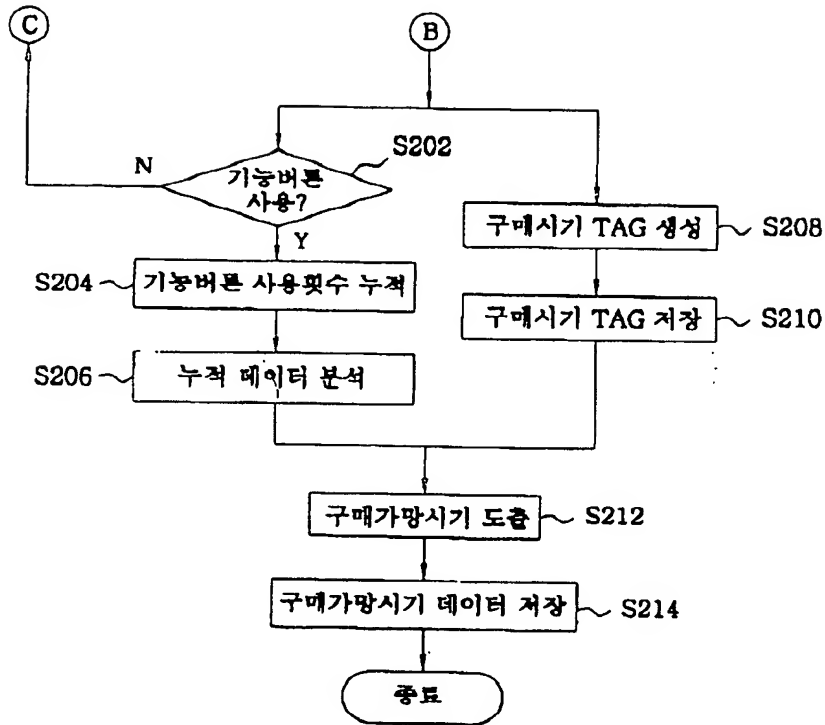 C
B
N
S202
기능버튼
사용?
Y
구매시기 TAG 생성
S208
S204
기능버튼 사용횟수 누적
구매시기 TAG 저장
S210
S206
누적 데이터 분석
구매가망시기 도출
S212
구매가망시기 데이터 저장
S214
종료